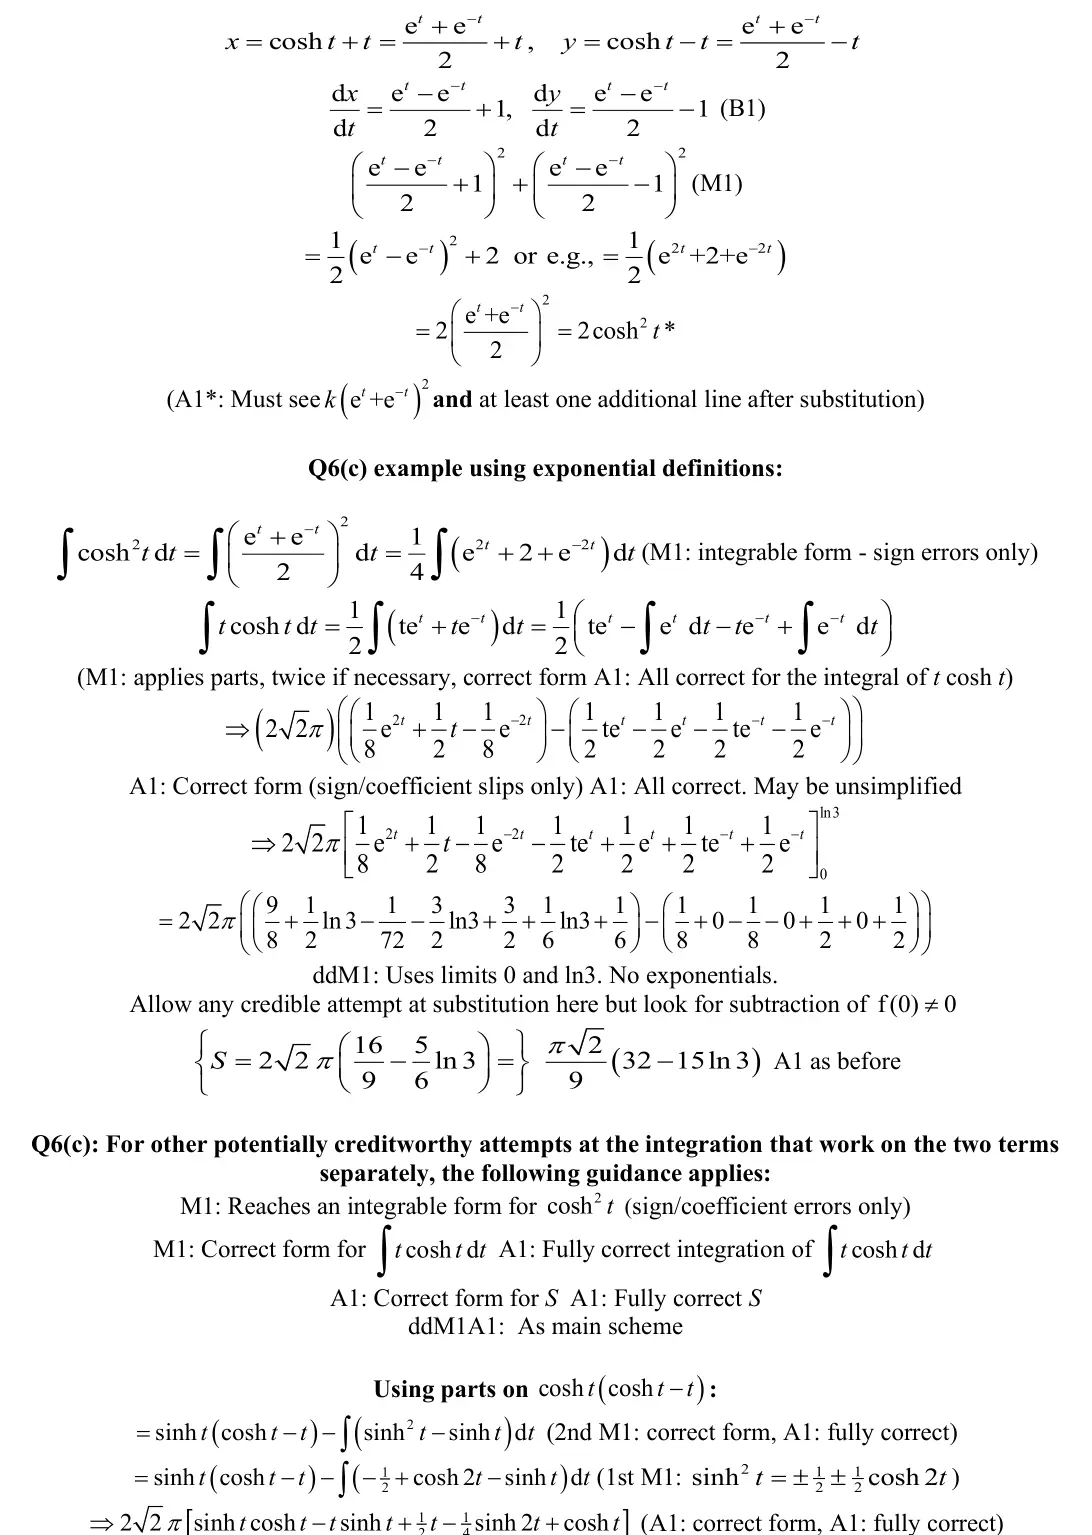 x = cosh t + t = (e^t + e^{-t})/2 + t, y = cosh t − t = (e^t + e^{-t})/2 − t
dx/dt = (e^t − e^{-t})/2 + 1, dy/dt = (e^t − e^{-t})/2 − 1 (B1)
((e^t − e^{-t})/2 + 1)^2 + ((e^t − e^{-t})/2 − 1)^2 (M1)
= 1/2 (e^t − e^{-t})^2 + 2 or e.g., = 1/2 (e^{2t} +2+e^{-2t})
= 2((e^t +e^{-t})/2)^2 = 2cosh^2 t *
(A1*: Must see k(e^t +e^{-t})^2 and at least one additional line after substitution)
Q6(c) example using exponential definitions:
∫cosh^2 t dt = ∫((e^t + e^{-t})/2)^2 dt = 1/4 ∫(e^{2t} + 2 + e^{-2t})dt (M1: integrable form - sign errors only)
∫t cosh t dt = 1/2 ∫(te^t + te^{-t})dt = 1/2 (te^t − ∫e^t dt − te^{-t} + ∫e^{-t} dt)
(M1: applies parts, twice if necessary, correct form A1: All correct for the integral of t cosh t)
⇒ (2√2π)((1/8 e^{2t} + 1/2 t − 1/8 e^{-2t}) − (1/2 te^t − 1/2 e^t − 1/2 te^{-t} − 1/2 e^{-t}))
A1: Correct form (sign/coefficient slips only) A1: All correct. May be unsimplified
⇒ 2√2π[1/8 e^{2t} + 1/2 t − 1/8 e^{-2t} − 1/2 te^t + 1/2 e^t + 1/2 te^{-t} + 1/2 e^{-t}]_0^{ln3}
= 2√2π((9/8 + 1/2 ln 3 − 1/72 − 3/2 ln3 + 3/2 + 1/6 ln3 + 1/6) − (1/8 + 0 − 1/8 − 0 + 1/2 + 0 + 1/2))
ddM1: Uses limits 0 and ln3. No exponentials.
Allow any credible attempt at substitution here but look for subtraction of f(0) ≠ 0
{S = 2√2 π(16/9 − 5/6 ln 3) =} π√2/9 (32 − 15 ln 3) A1 as before
Q6(c): For other potentially creditworthy attempts at the integration that work on the two terms
separately, the following guidance applies:
M1: Reaches an integrable form for cosh^2 t (sign/coefficient errors only)
M1: Correct form for ∫t cosh t dt A1: Fully correct integration of ∫t cosh t dt
A1: Correct form for S A1: Fully correct S
ddM1A1: As main scheme
Using parts on cosh t(cosh t − t):
= sinh t(cosh t − t) − ∫(sinh^2 t − sinh t)dt (2nd M1: correct form, A1: fully correct)
= sinh t(cosh t − t) − ∫(−1/2 + cosh 2t − sinh t)dt (1st M1: sinh^2 t = ± 1/2 ± 1/2 cosh 2t)
⇒ 2√2 π[sinh t cosh t − t sinh t + 1/2 t − 1/4 sinh 2t + cosh t] (A1: correct form, A1: fully correct)